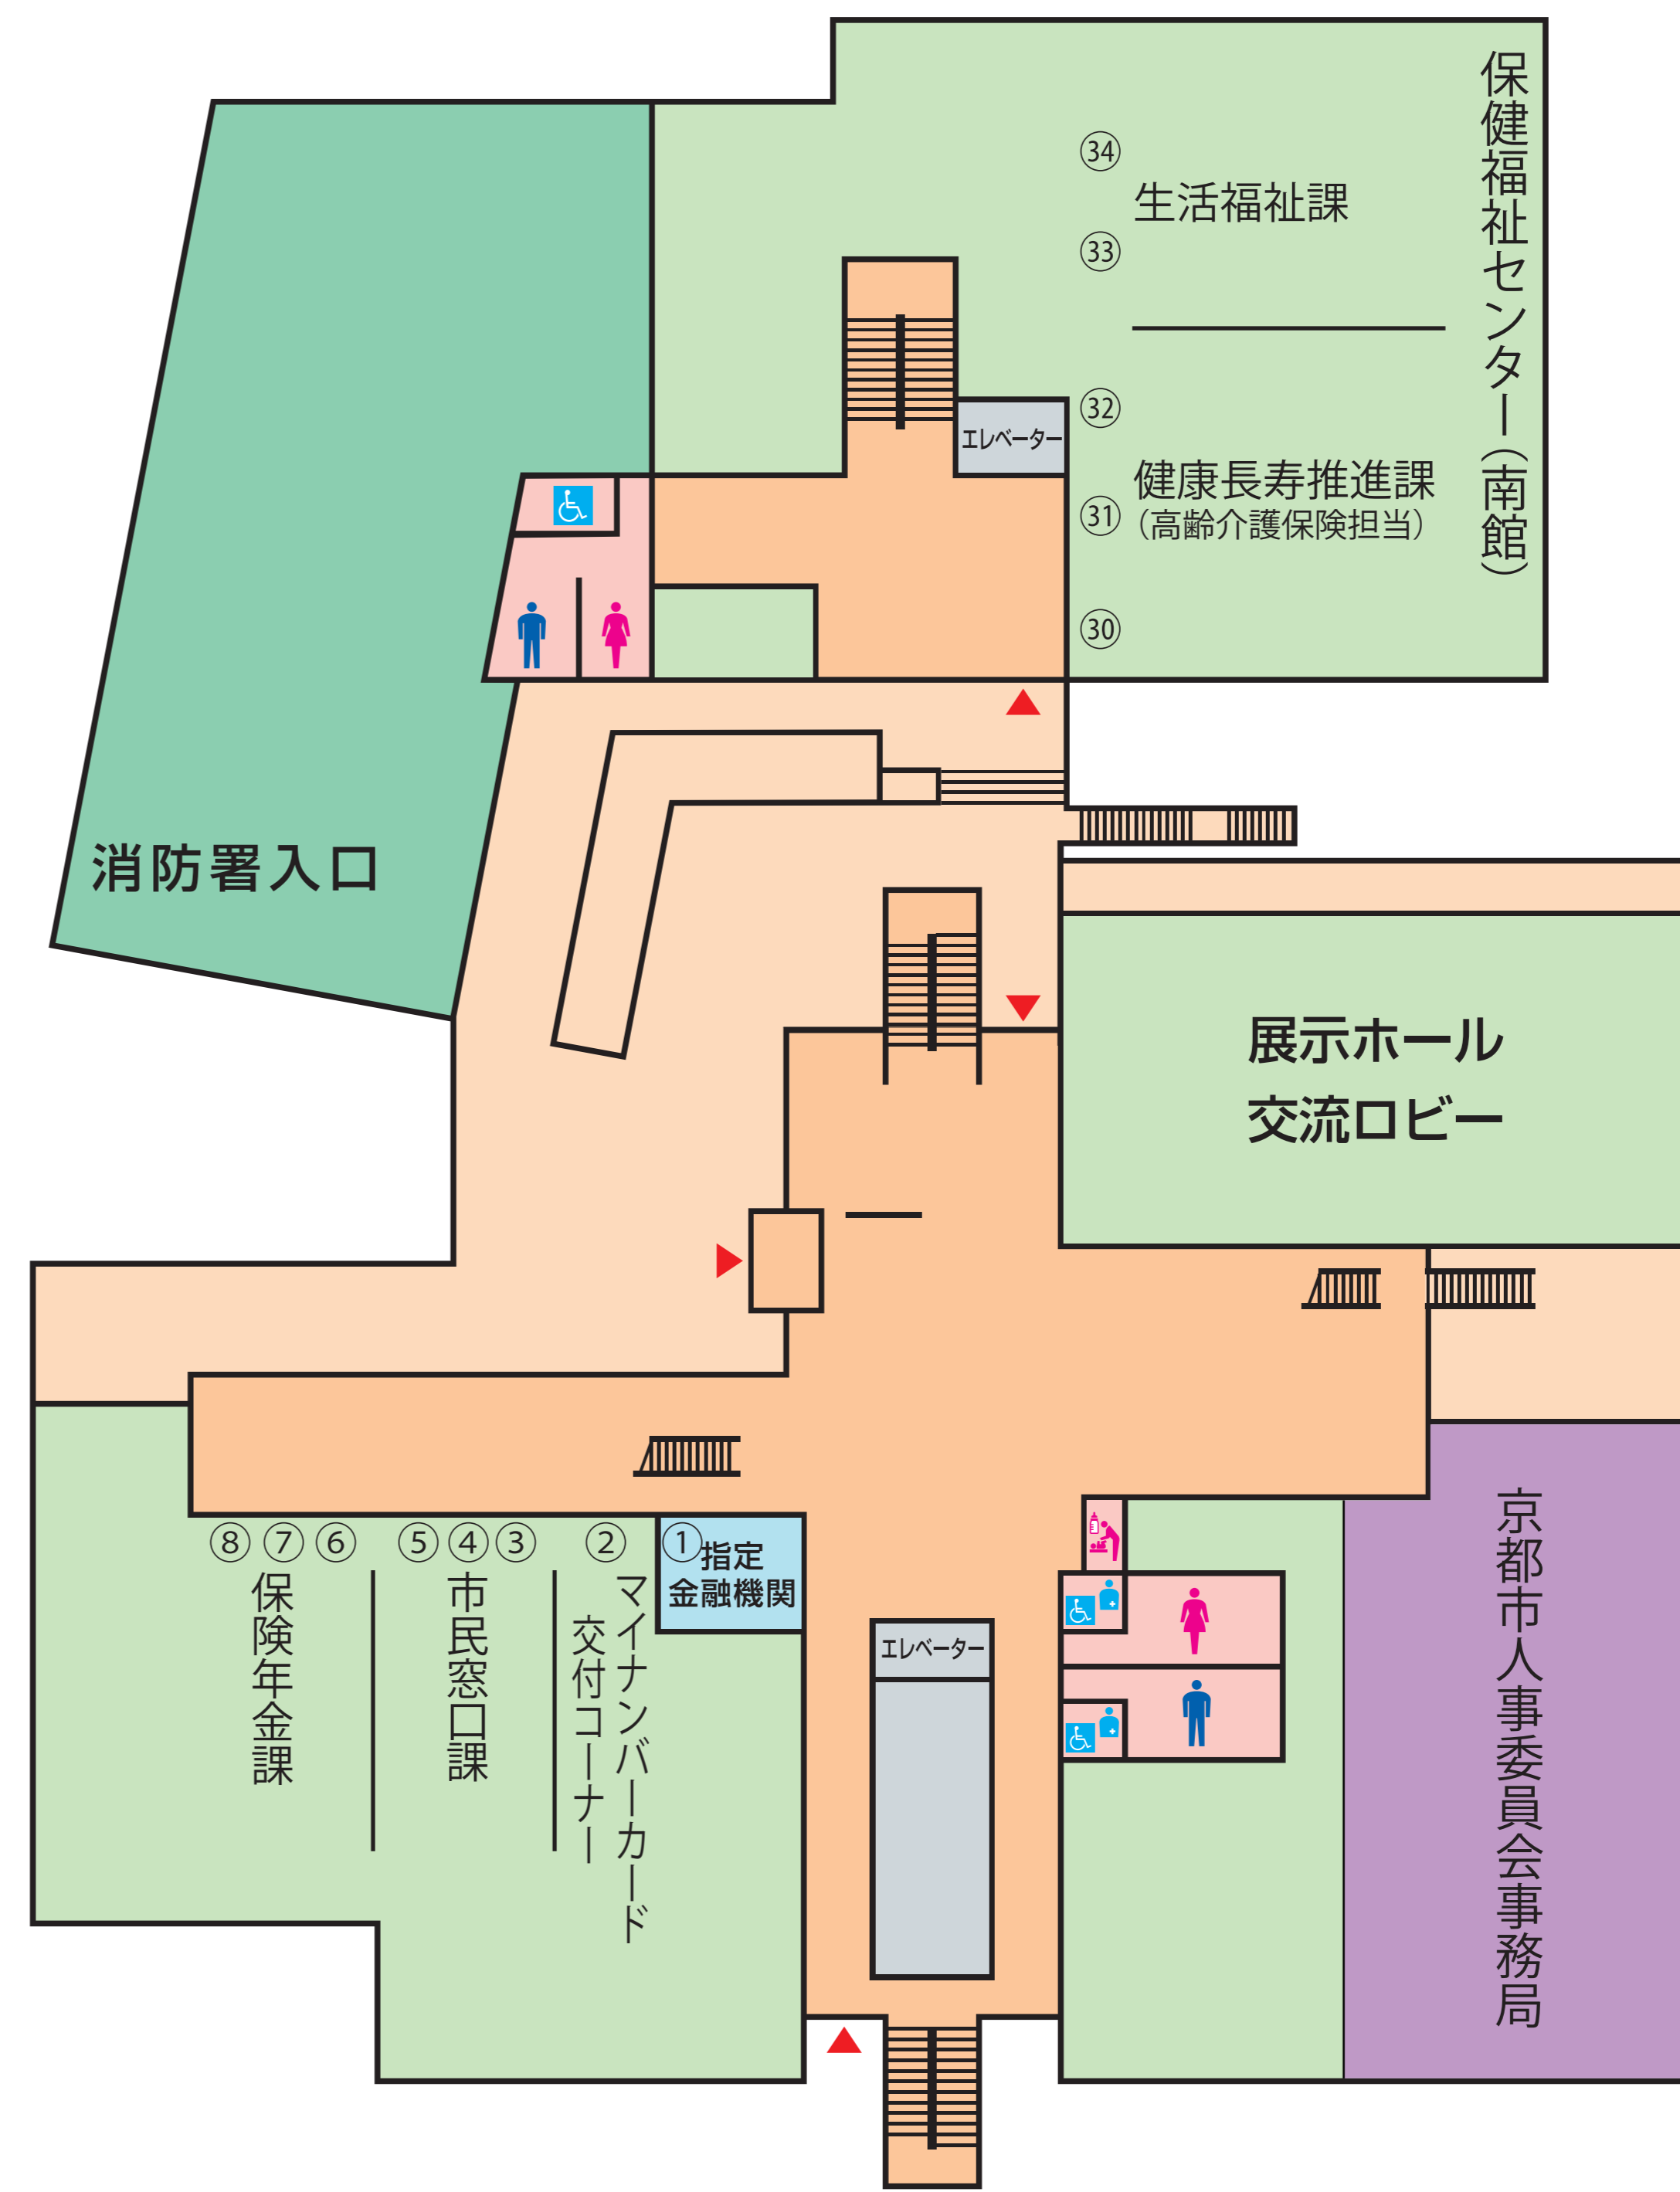 保健福祉センター（南館）
㉞
生活福祉課
㉝
㉜
エレベーター
健康長寿推進課
（高齢介護保険担当）
㉛
㉚
消防署入口
展示ホール
交流ロビー
⑧ ⑦ ⑥ ⑤ ④ ③ ② ①
指定
金融機関
マイナンバーカード
交付コーナー
市民窓口課
保険年金課
エレベーター
京都市人事委員会事務局